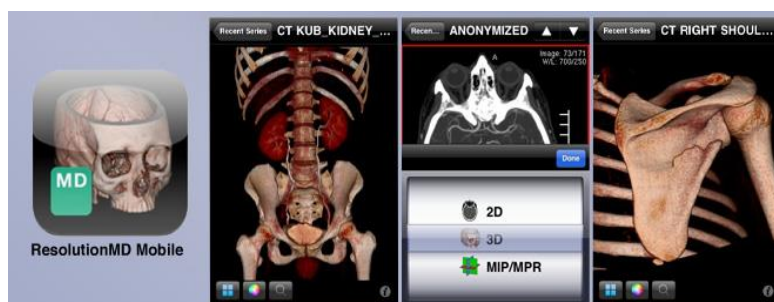 MD
ResolutionMD Mobile
Recent Series
CT KUB_KIDNEY_...
Recen...
ANONYMIZED
Image: 73/171
W/L: 700/250
A
Done
2D
3D
MIP/MPR
Recent Series
CT RIGHT SHOUL...